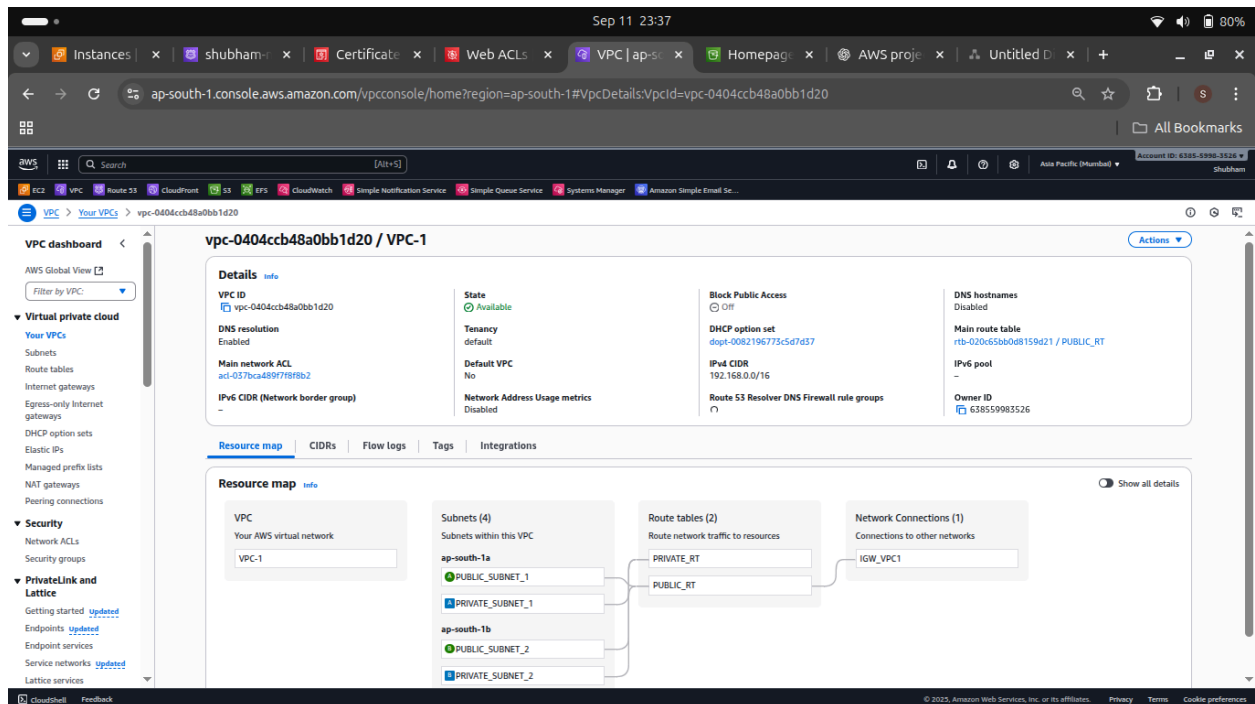 Sep 11 23:37
80%
Instances
shubham-r
Certificate
Web ACLs
VPC | ap-so
Homepage
AWS proje
Untitled D
ap-south-1.console.aws.amazon.com/vpcconsole/home?region=ap-south-1#VpcDetails:VpcId=vpc-0404ccb48a0bb1d20
S
All Bookmarks
aws
Search
[Alt+S]
Asia Pacific (Mumbai)
Account ID: 6385-5998-3526
Shubham
EC2 VPC Route 53 CloudFront S3 EFS CloudWatch Simple Notification Service Simple Queue Service Systems Manager Amazon Simple Email Se...
VPC > Your VPCs > vpc-0404ccb48a0bb1d20
VPC dashboard
AWS Global View
Filter by VPC:
Virtual private cloud
Your VPCs
Subnets
Route tables
Internet gateways
Egress-only Internet
gateways
DHCP option sets
Elastic IPs
Managed prefix lists
NAT gateways
Peering connections
Security
Network ACLs
Security groups
PrivateLink and
Lattice
Getting started Updated
Endpoints Updated
Endpoint services
Service networks Updated
Lattice services
vpc-0404ccb48a0bb1d20 / VPC-1
Actions
Details Info
VPC ID
vpc-0404ccb48a0bb1d20
State
Available
Block Public Access
Off
DNS hostnames
Disabled
DNS resolution
Enabled
Tenancy
default
DHCP option set
dopt-0082196773c5d7d37
Main route table
rtb-020c65bb0d8159d21 / PUBLIC_RT
Main network ACL
acl-037bca489f7f8f8b2
Default VPC
No
IPv4 CIDR
192.168.0.0/16
IPv6 pool
–
IPv6 CIDR (Network border group)
–
Network Address Usage metrics
Disabled
Route 53 Resolver DNS Firewall rule groups
Owner ID
638559983526
Resource map
CIDRs
Flow logs
Tags
Integrations
Resource map Info
Show all details
VPC
Your AWS virtual network
VPC-1
Subnets (4)
Subnets within this VPC
ap-south-1a
A PUBLIC_SUBNET_1
A PRIVATE_SUBNET_1
ap-south-1b
B PUBLIC_SUBNET_2
B PRIVATE_SUBNET_2
Route tables (2)
Route network traffic to resources
PRIVATE_RT
PUBLIC_RT
Network Connections (1)
Connections to other networks
IGW_VPC1
CloudShell Feedback
© 2025, Amazon Web Services, Inc. or its affiliates. Privacy Terms Cookie preferences